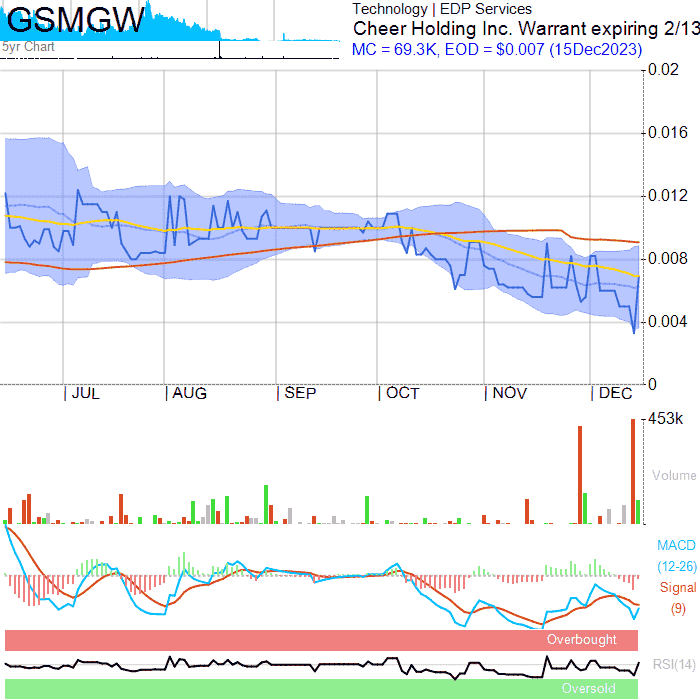 GSMGW
5yr Chart
Technology | EDP Services
Cheer Holding Inc. Warrant expiring 2/13
MC = 69.3K, EOD = $0.007 (15Dec2023)
0.02
0.016
0.012
0.008
0.004
0
JUL AUG SEP OCT NOV DEC
453k
Volume
MACD
(12-26)
Signal
(9)
Overbought
RSI(14)
Oversold